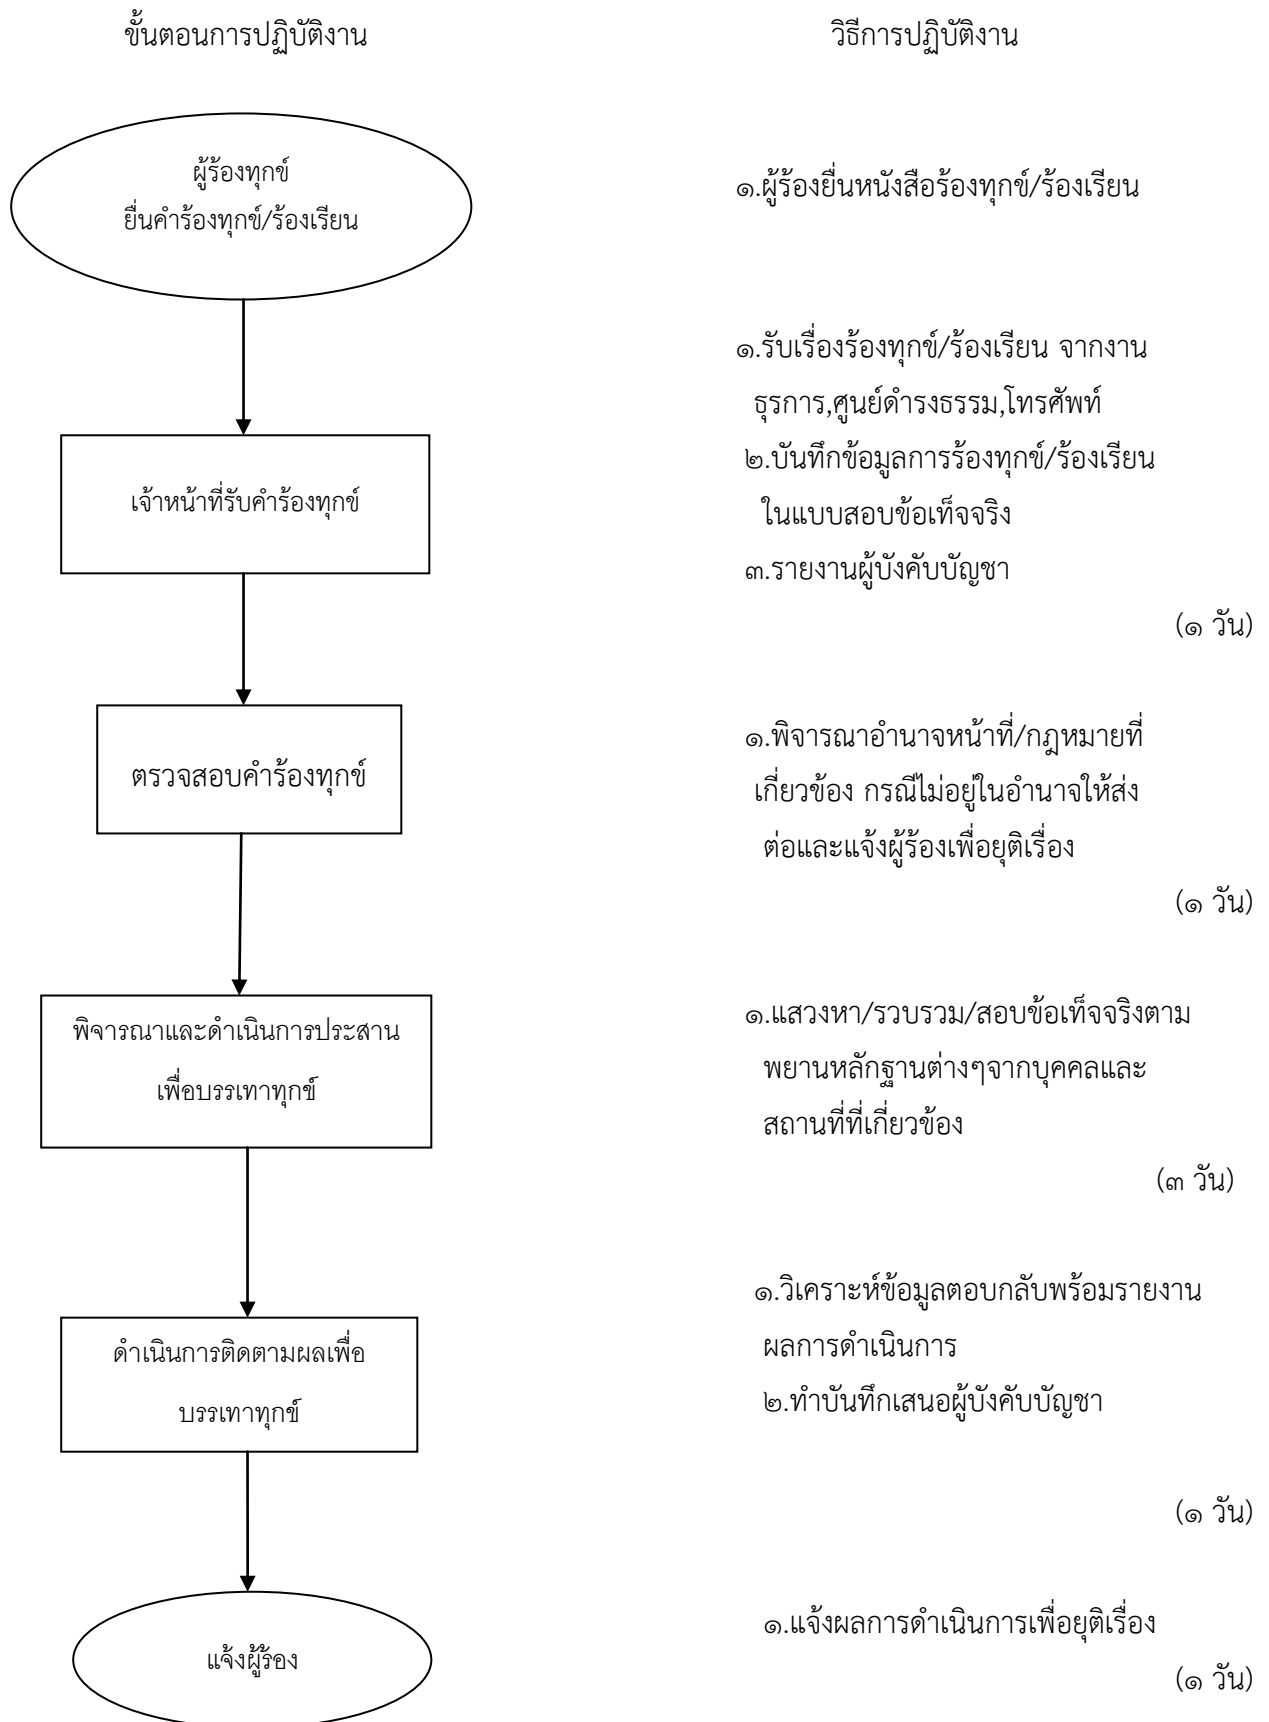 ขั้นตอนการปฏิบัติงาน
วิธีการปฏิบัติงาน
ผู้ร้องทุกข์
ยื่นคำร้องทุกข์/ร้องเรียน
๑.ผู้ร้องยื่นหนังสือร้องทุกข์/ร้องเรียน
เจ้าหน้าที่รับคำร้องทุกข์
๑.รับเรื่องร้องทุกข์/ร้องเรียน จากงาน
ธุรการ,ศูนย์ดำรงธรรม,โทรศัพท์
๒.บันทึกข้อมูลการร้องทุกข์/ร้องเรียน
ในแบบสอบข้อเท็จจริง
๓.รายงานผู้บังคับบัญชา
(๑ วัน)
ตรวจสอบคำร้องทุกข์
๑.พิจารณาอำนาจหน้าที่/กฎหมายที่
เกี่ยวข้อง กรณีไม่อยู่ในอำนาจให้ส่ง
ต่อและแจ้งผู้ร้องเพื่อยุติเรื่อง
(๑ วัน)
พิจารณาและดำเนินการประสาน
เพื่อบรรเทาทุกข์
๑.แสวงหา/รวบรวม/สอบข้อเท็จจริงตาม
พยานหลักฐานต่างๆจากบุคคลและ
สถานที่ที่เกี่ยวข้อง
(๓ วัน)
ดำเนินการติดตามผลเพื่อ
บรรเทาทุกข์
๑.วิเคราะห์ข้อมูลตอบกลับพร้อมรายงาน
ผลการดำเนินการ
๒.ทำบันทึกเสนอผู้บังคับบัญชา
(๑ วัน)
แจ้งผู้ร้อง
๑.แจ้งผลการดำเนินการเพื่อยุติเรื่อง
(๑ วัน)